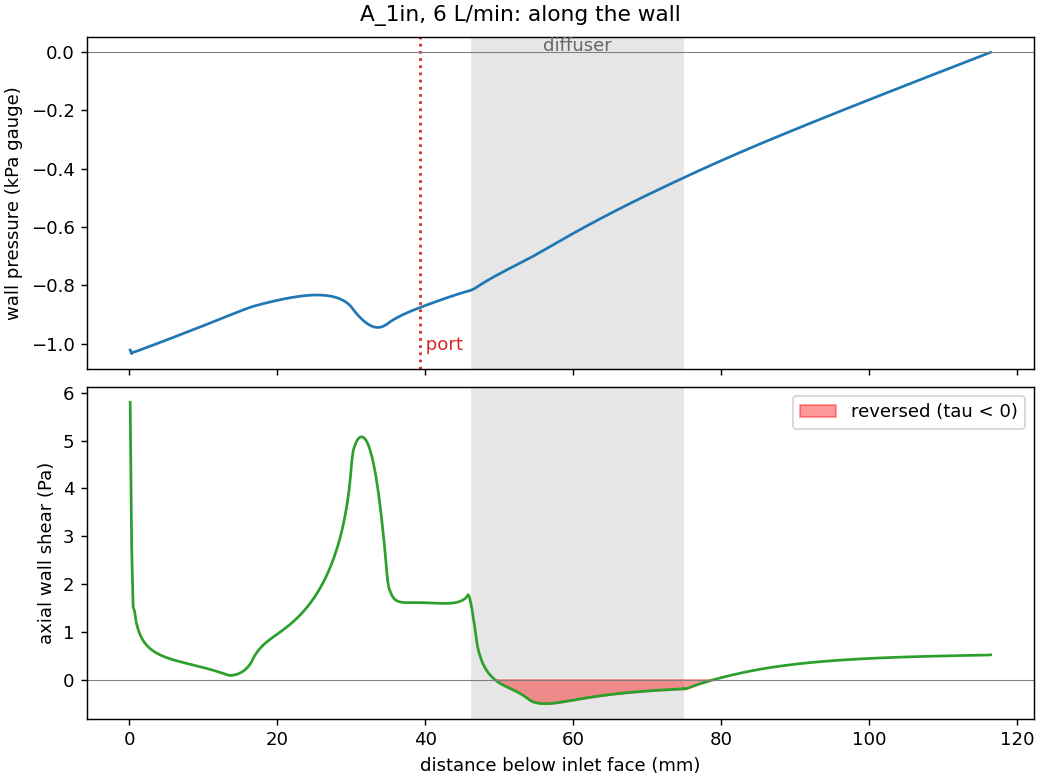 A_1in, 6 L/min: along the wall
diffuser
0.0
−0.2
−0.4
−0.6
−0.8
−1.0
wall pressure (kPa gauge)
port
reversed (tau < 0)
6
5
4
3
2
1
0
axial wall shear (Pa)
0
20
40
60
80
100
120
distance below inlet face (mm)